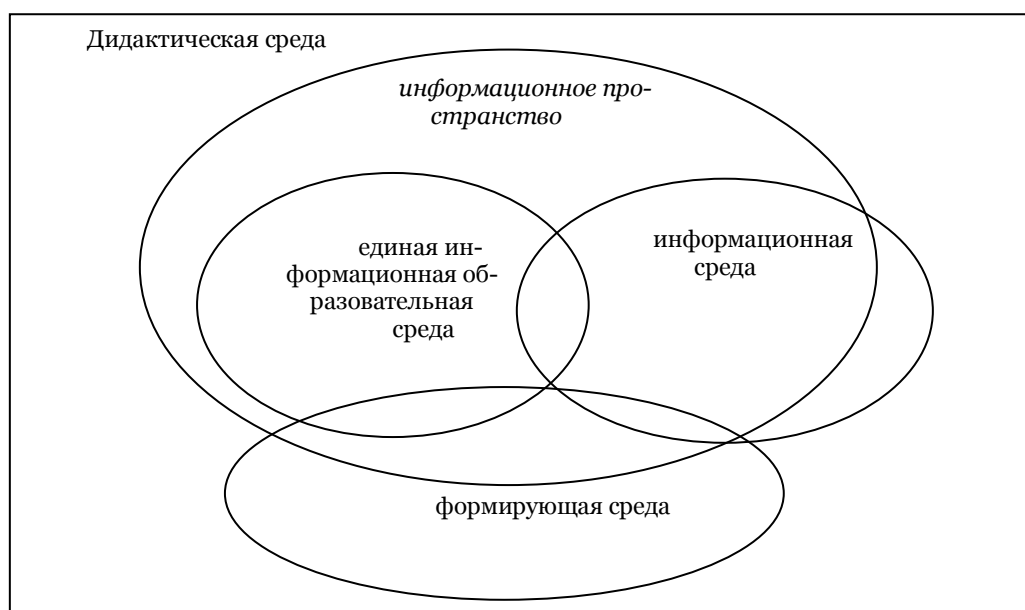 Дидактическая среда
информационное про-
странство
единая ин-
формационная об-
разовательная
среда
информационная
среда
формирующая среда